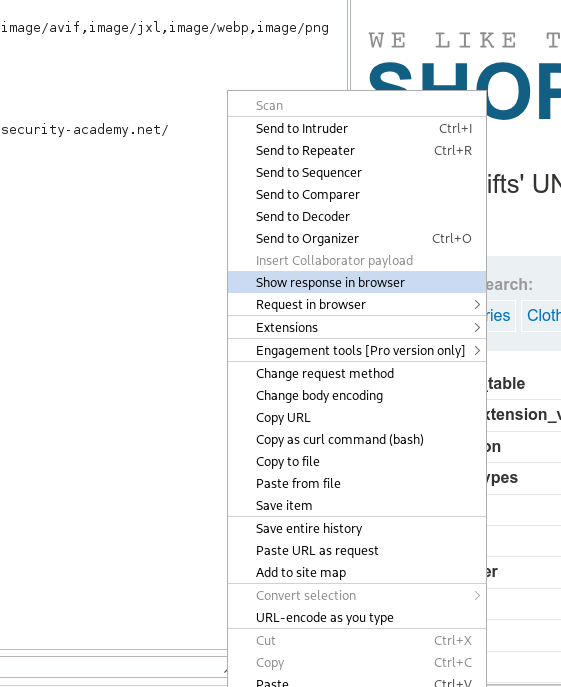 image/avif,image/jxl,image/webp,image/png
WE LIKE T
security-academy.net/
Scan
Send to Intruder Ctrl+I
Send to Repeater Ctrl+R
Send to Sequencer
Send to Comparer
Send to Decoder
Send to Organizer Ctrl+O
Insert Collaborator payload
Show response in browser
Request in browser
Extensions
Engagement tools [Pro version only]
Change request method
Change body encoding
Copy URL
Copy as curl command (bash)
Copy to file
Paste from file
Save item
Save entire history
Paste URL as request
Add to site map
Convert selection
URL-encode as you type
Cut Ctrl+X
Copy Ctrl+C
Paste Ctrl+V
SHOP
ifts' UN
earch:
ries Cloth
_table
xtension_v
on
ypes
er